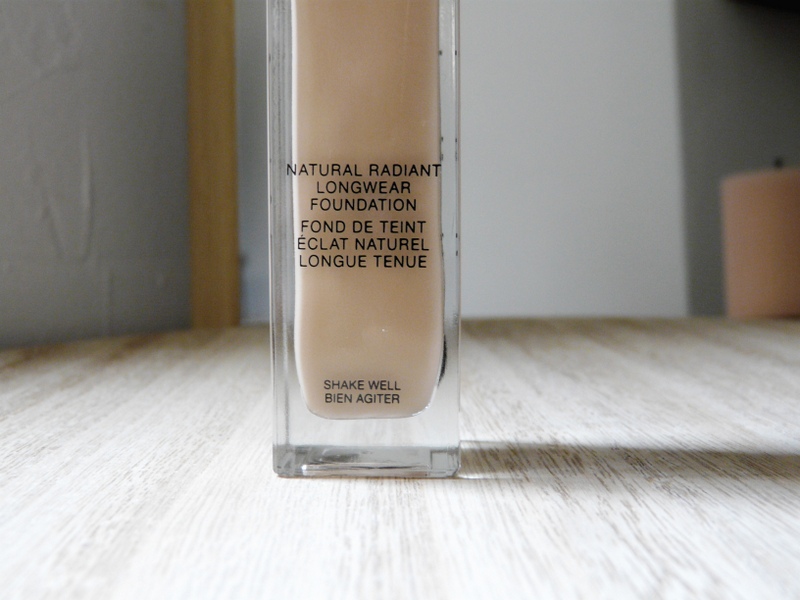 NATURAL RADIANT
LONGWEAR
FOUNDATION
FOND DE TEINT
ÉCLAT NATUREL
LONGUE TENUE
SHAKE WELL
BIEN AGITER